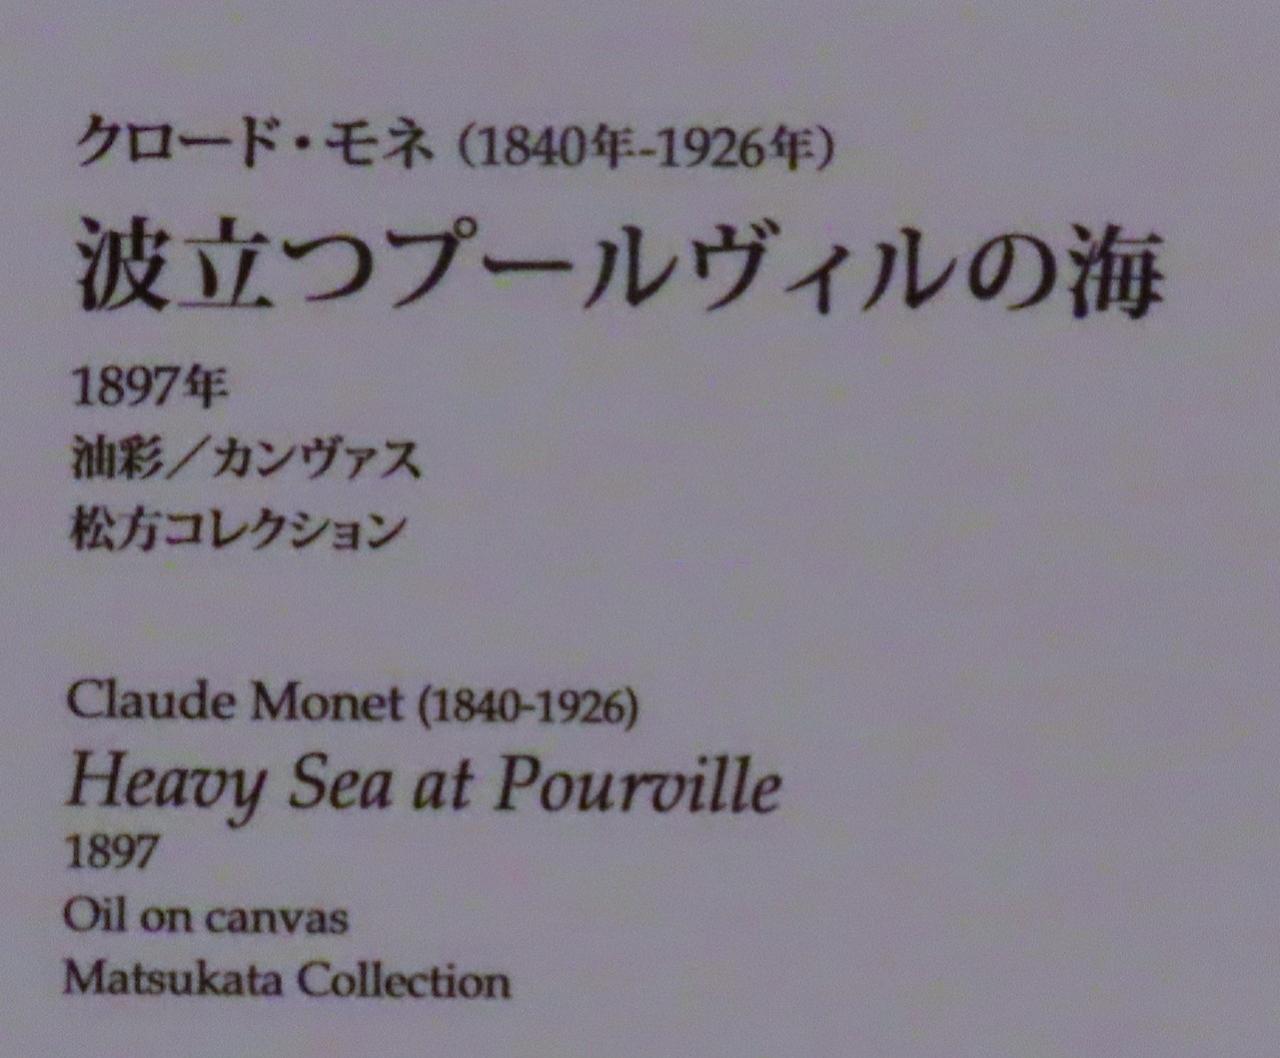 クロード・モネ（1840年-1926年）
波立つプールヴィルの海
1897年
油彩／カンヴァス
松方コレクション
Claude Monet (1840-1926)
Heavy Sea at Pourville
1897
Oil on canvas
Matsukata Collection